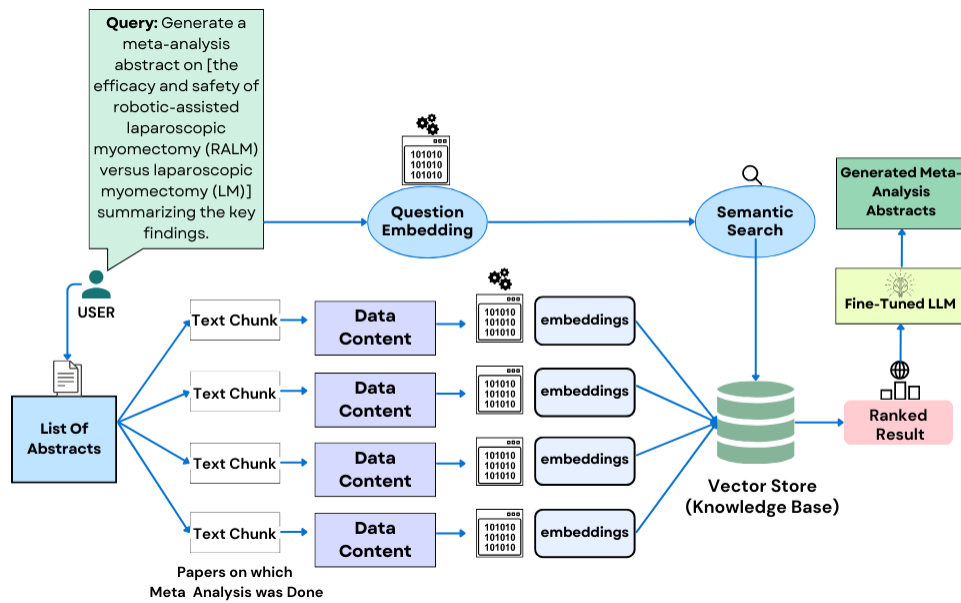 Query: Generate a
meta-analysis
abstract on [the
efficacy and safety of
robotic-assisted
laparoscopic
myomectomy (RALM)
versus laparoscopic
myomectomy (LM)]
summarizing the key
findings.
USER
List Of
Abstracts
101010
101010
101010
Question
Embedding
Semantic
Search
Text Chunk
Data
Content
101010
101010
101010
embeddings
Text Chunk
Data
Content
101010
101010
101010
embeddings
Text Chunk
Data
Content
101010
101010
101010
embeddings
Text Chunk
Data
Content
101010
101010
101010
embeddings
Papers on which
Meta Analysis was Done
Vector Store
(Knowledge Base)
Ranked
Result
Fine-Tuned LLM
Generated Meta-
Analysis
Abstracts